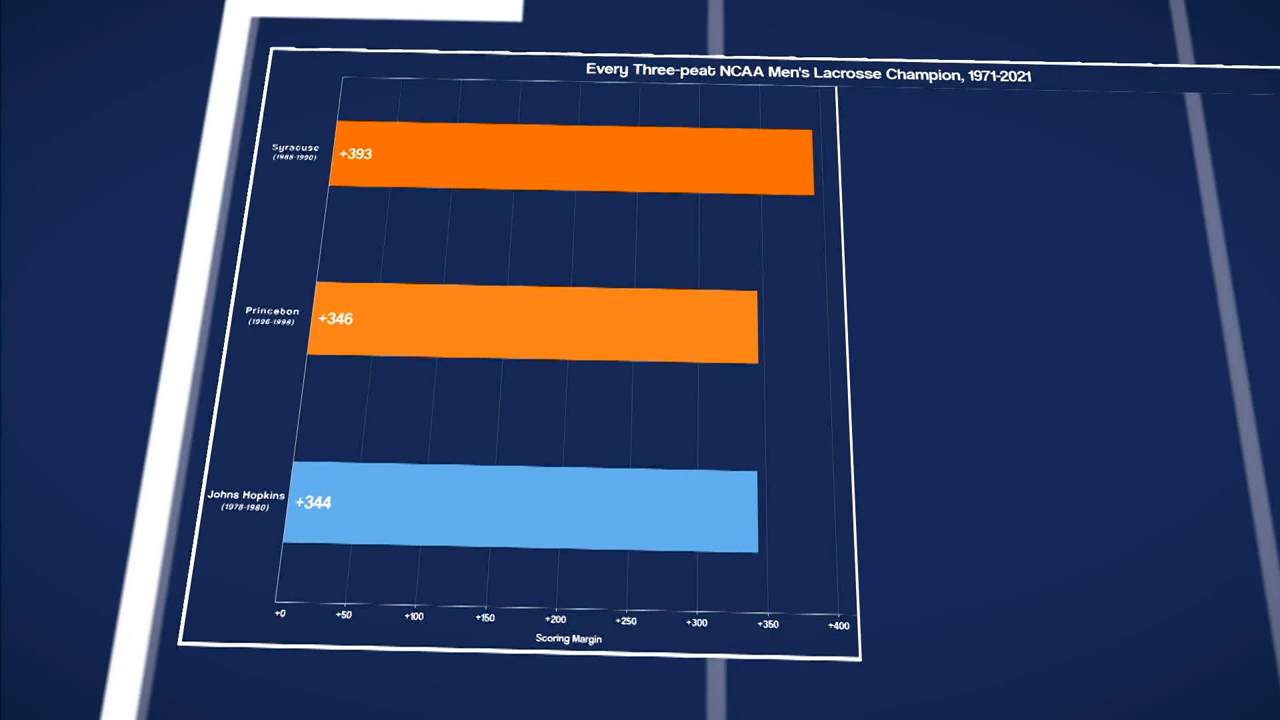 Every Three-peat NCAA Men's Lacrosse Champion, 1971-2021
Syracuse
(1988-1990)
+393
Princeton
(1996-1998)
+346
Johns Hopkins
(1978-1980)
+344
+0 +50 +100 +150 +200 +250 +300 +350 +400
Scoring Margin